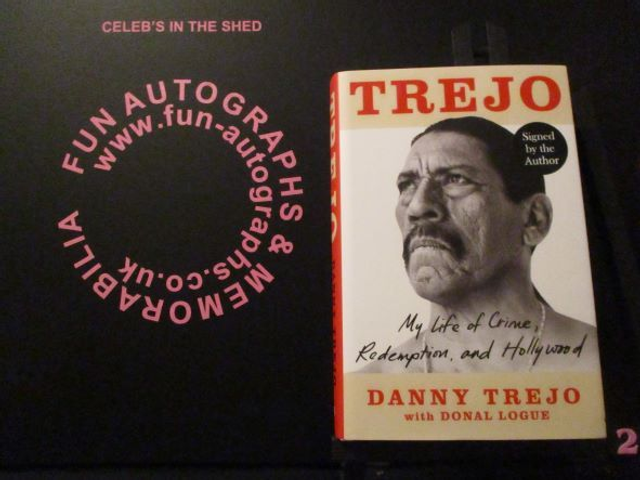 CELEB'S IN THE SHED
FUN AUTOGRAPHS & MEMORABILIA
www.fun-autographs.co.uk
TREJO
TREJO
Signed
by the
Author
My Life of Crime,
Redemption, and Hollywood
DANNY TREJO
with DONAL LOGUE
2